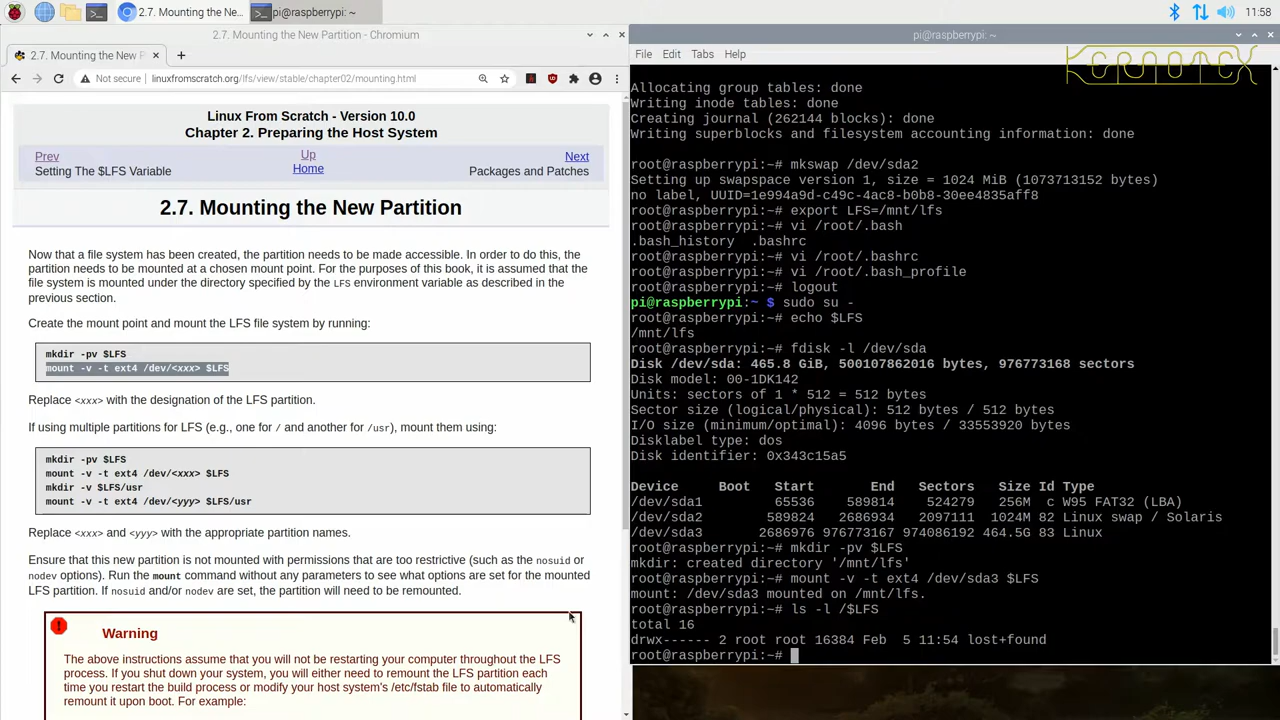 2.7. Mounting the Ne...
pi@raspberrypi: ~
11:58
2.7. Mounting the New Partition - Chromium
2.7. Mounting the New Pa
Not secure
linuxfromscratch.org/lfs/view/stable/chapter02/mounting.html
Linux From Scratch - Version 10.0
Chapter 2. Preparing the Host System
Prev
Up
Next
Setting The $LFS Variable
Home
Packages and Patches
2.7. Mounting the New Partition
Now that a file system has been created, the partition needs to be made accessible. In order to do this, the
partition needs to be mounted at a chosen mount point. For the purposes of this book, it is assumed that the
file system is mounted under the directory specified by the LFS environment variable as described in the
previous section.
Create the mount point and mount the LFS file system by running:
mkdir -pv $LFS
mount -v -t ext4 /dev/<xxx> $LFS
Replace <xxx> with the designation of the LFS partition.
If using multiple partitions for LFS (e.g., one for / and another for /usr), mount them using:
mkdir -pv $LFS
mount -v -t ext4 /dev/<xxx> $LFS
mkdir -v $LFS/usr
mount -v -t ext4 /dev/<yyy> $LFS/usr
Replace <xxx> and <yyy> with the appropriate partition names.
Ensure that this new partition is not mounted with permissions that are too restrictive (such as the nosuid or
nodev options). Run the mount command without any parameters to see what options are set for the mounted
LFS partition. If nosuid and/or nodev are set, the partition will need to be remounted.
Warning
The above instructions assume that you will not be restarting your computer throughout the LFS
process. If you shut down your system, you will either need to remount the LFS partition each
time you restart the build process or modify your host system's /etc/fstab file to automatically
remount it upon boot. For example:
pi@raspberrypi: ~
File Edit Tabs Help
Allocating group tables: done
Writing inode tables: done
Creating journal (262144 blocks): done
Writing superblocks and filesystem accounting information: done
root@raspberrypi:~# mkswap /dev/sda2
Setting up swapspace version 1, size = 1024 MiB (1073713152 bytes)
no label, UUID=1e994a9d-c49c-4ac8-b0b8-30ee4835aff8
root@raspberrypi:~# export LFS=/mnt/lfs
root@raspberrypi:~# vi /root/.bash
.bash_history .bashrc
root@raspberrypi:~# vi /root/.bashrc
root@raspberrypi:~# vi /root/.bash_profile
root@raspberrypi:~# logout
pi@raspberrypi:~ $ sudo su -
root@raspberrypi:~# echo $LFS
/mnt/lfs
root@raspberrypi:~# fdisk -l /dev/sda
Disk /dev/sda: 465.8 GiB, 500107862016 bytes, 976773168 sectors
Disk model: 00-1DK142
Units: sectors of 1 * 512 = 512 bytes
Sector size (logical/physical): 512 bytes / 512 bytes
I/O size (minimum/optimal): 4096 bytes / 33553920 bytes
Disklabel type: dos
Disk identifier: 0x343c15a5
Device Boot Start End Sectors Size Id Type
/dev/sda1 65536 589814 524279 256M c W95 FAT32 (LBA)
/dev/sda2 589824 2686934 2097111 1024M 82 Linux swap / Solaris
/dev/sda3 2686976 976773167 974086192 464.5G 83 Linux
root@raspberrypi:~# mkdir -pv $LFS
mkdir: created directory '/mnt/lfs'
root@raspberrypi:~# mount -v -t ext4 /dev/sda3 $LFS
mount: /dev/sda3 mounted on /mnt/lfs.
root@raspberrypi:~# ls -l /$LFS
total 16
drwx------ 2 root root 16384 Feb 5 11:54 lost+found
root@raspberrypi:~#